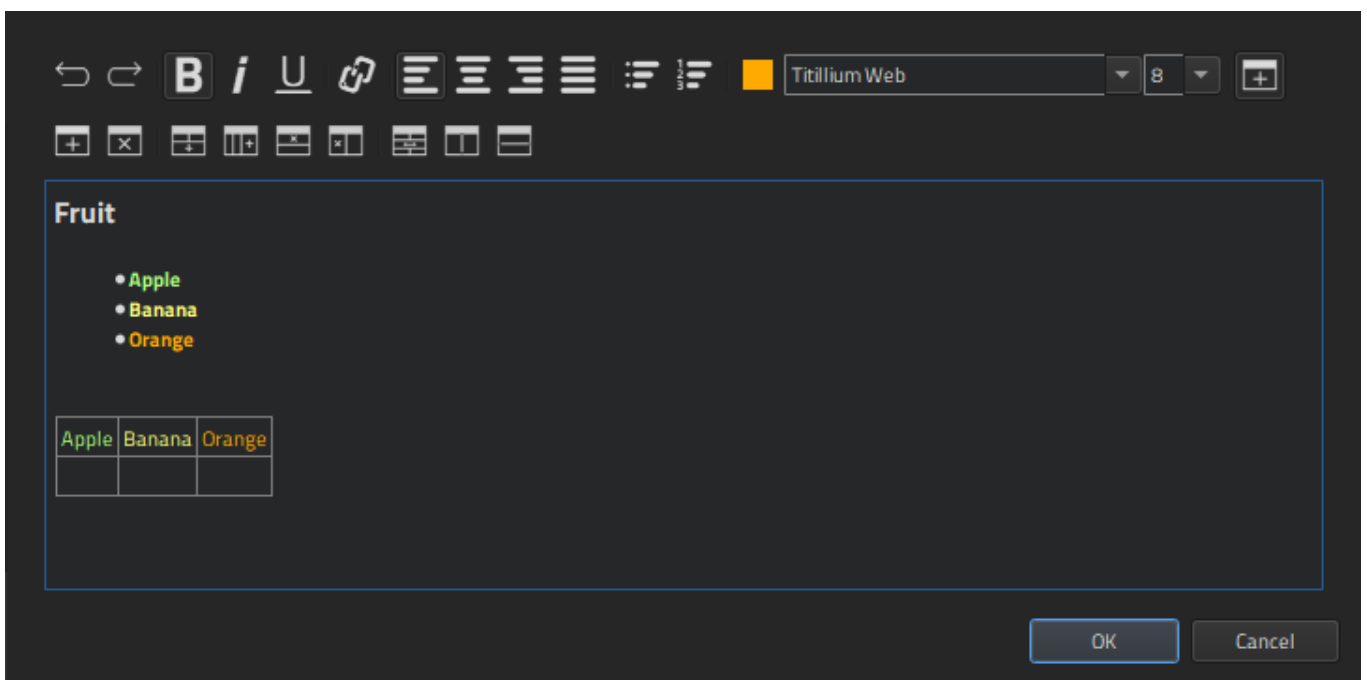 B i U Titillium Web 8
Fruit
• Apple
• Banana
• Orange
Apple Banana Orange
OK Cancel